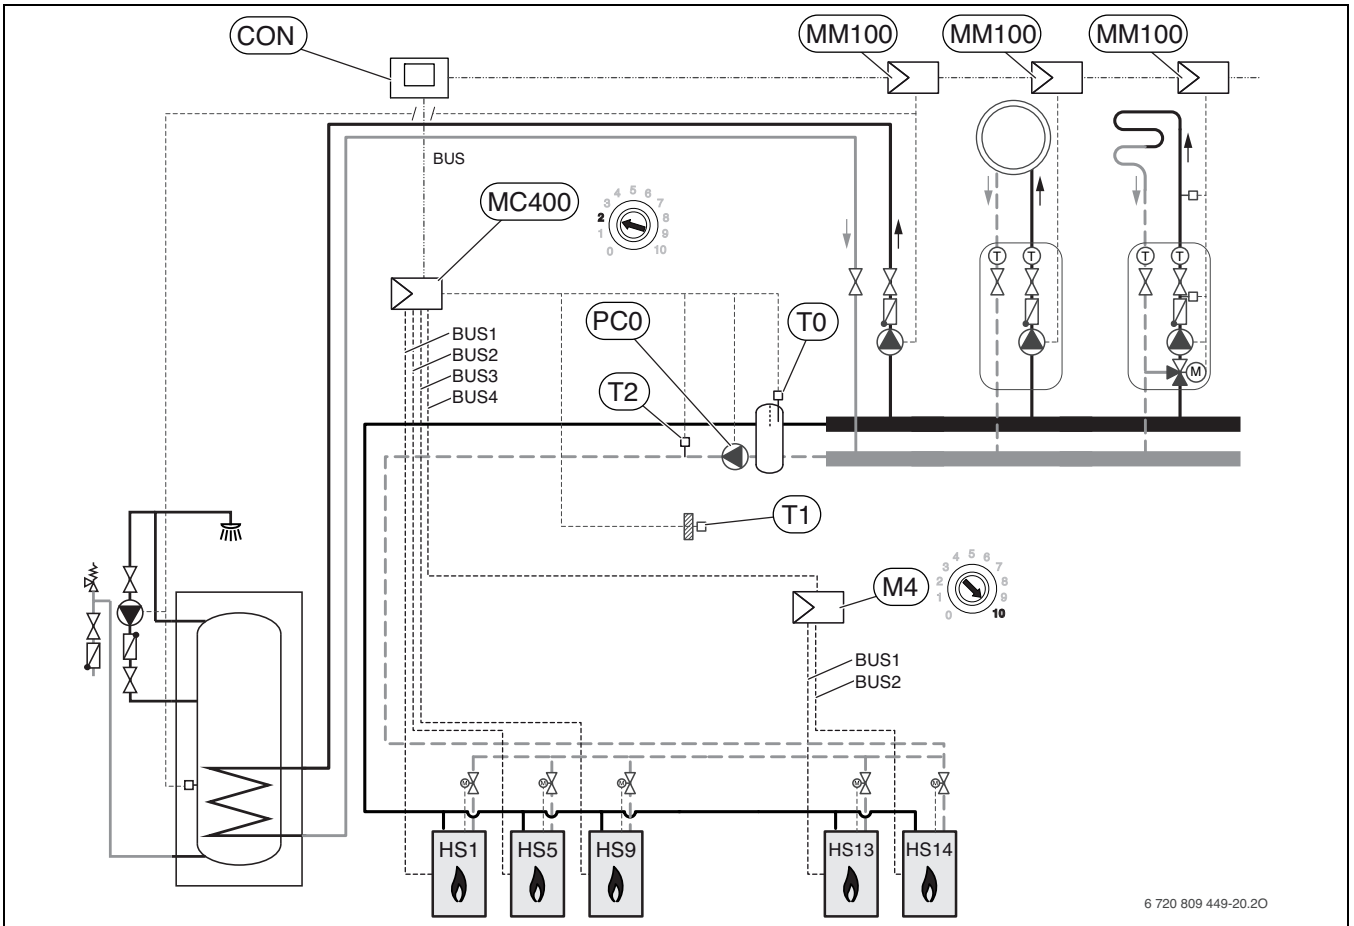 CON
MM100
MM100
MM100
BUS
MC400
0 1 2 3 4 5 6 7 8 9 10
PC0
T0
BUS1
BUS2
BUS3
BUS4
T2
T T
T T
M
T1
M4
0 1 2 3 4 5 6 7 8 9 10
BUS1
BUS2
M M M M M
HS1 HS5 HS9 HS13 HS14
6 720 809 449-20.2O